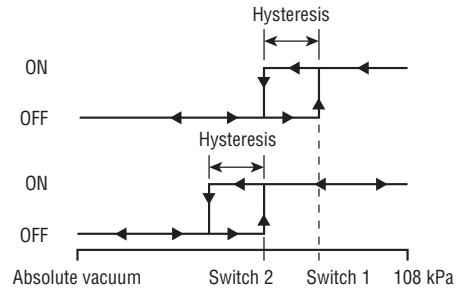 Hysteresis
ON
OFF
Hysteresis
ON
OFF
Absolute vacuum Switch 2 Switch 1 108 kPa